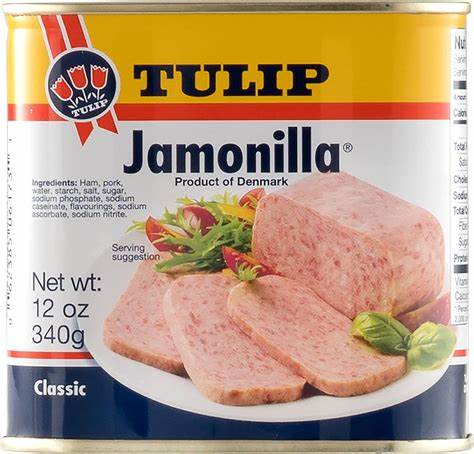 TULIP
TULIP
Jamonilla®
Product of Denmark
Ingredients: Ham, pork,
water, starch, salt, sugar,
sodium phosphate, sodium
caseinate, flavourings, sodium
ascorbate, sodium nitrite.
Serving
suggestion
Net wt:
12 oz
340g
Classic